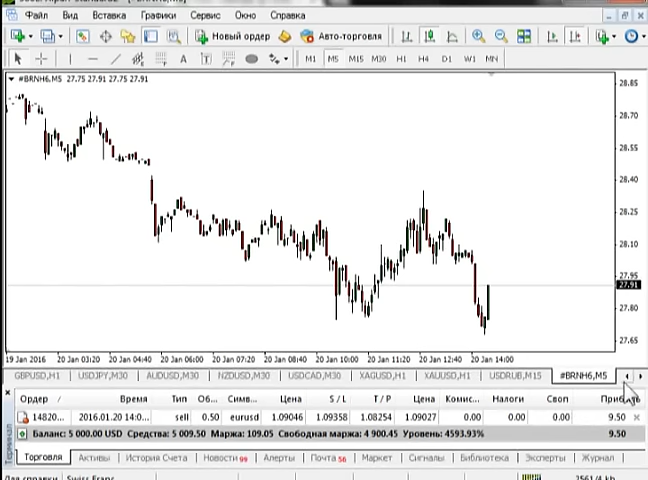 Файл Вид Вставка Графики Сервис Окно Справка
Новый ордер Авто-торговля
A T M1 M5 M15 M30 H1 H4 D1 W1 MN
#BRNH6,M5 27.75 27.91 27.75 27.91
28.85
28.70
28.55
28.40
28.25
28.10
27.95
27.91
27.80
27.65
19 Jan 2016 20 Jan 03:20 20 Jan 04:40 20 Jan 06:00 20 Jan 07:20 20 Jan 08:40 20 Jan 10:00 20 Jan 11:20 20 Jan 12:40 20 Jan 14:00
GBPUSD,H1 USDJPY,M30 AUDUSD,M30 NZDUSD,M30 USDCAD,M30 XAGUSD,H1 XAUUSD,H1 USDRUB,M15 #BRNH6,M5
Ордер / Время Тип Об... Симв... Цена S / L T / P Цена Комис... Налоги Своп
14820... 2016.01.20 14:0... sell 0.50 eurusd 1.09046 1.09358 1.08254 1.09027 0.00 0.00 0.00 9.50
Баланс: 5 000.00 USD Средства: 5 009.50 Маржа: 109.05 Свободная маржа: 4 900.45 Уровень: 4593.93% 9.50
Терминал
Торговля Активы История Счета Новости 99 Алерты Почта 56 Маркет Сигналы Библиотека Эксперты Журнал